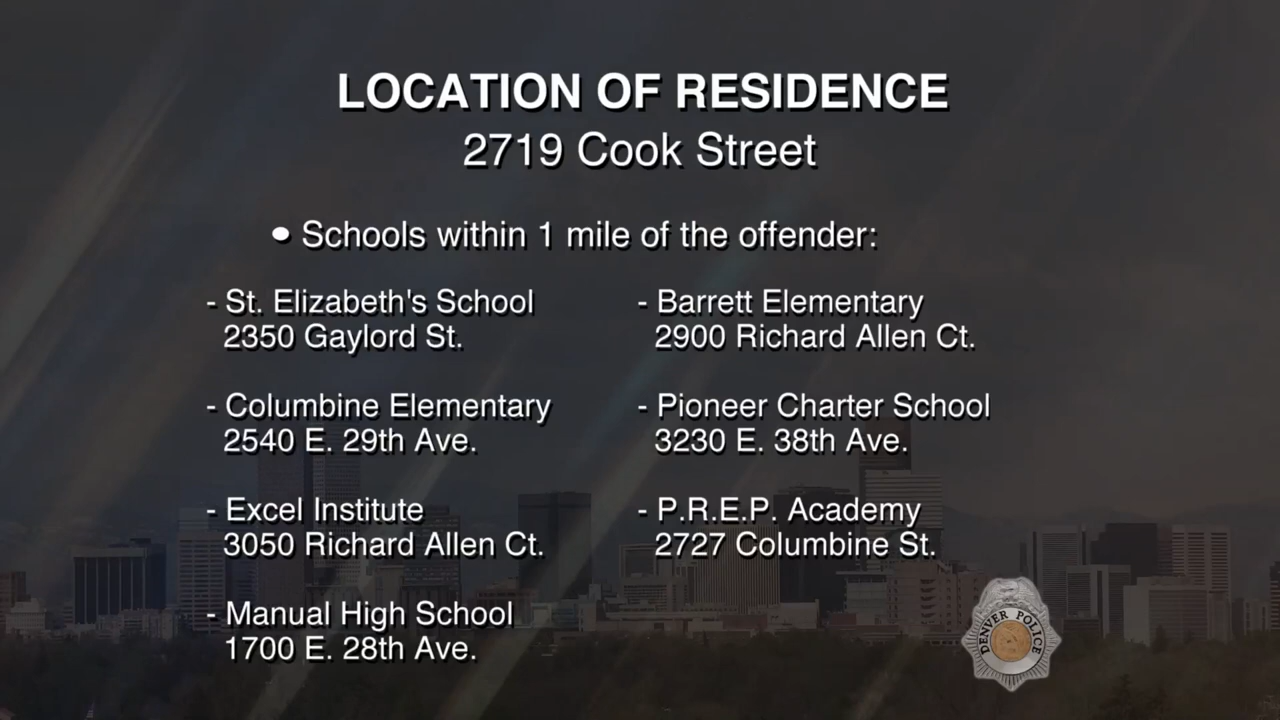 LOCATION OF RESIDENCE
2719 Cook Street
• Schools within 1 mile of the offender:
- St. Elizabeth's School
2350 Gaylord St.
- Columbine Elementary
2540 E. 29th Ave.
- Excel Institute
3050 Richard Allen Ct.
- Manual High School
1700 E. 28th Ave.
- Barrett Elementary
2900 Richard Allen Ct.
- Pioneer Charter School
3230 E. 38th Ave.
- P.R.E.P. Academy
2727 Columbine St.
DENVER POLICE